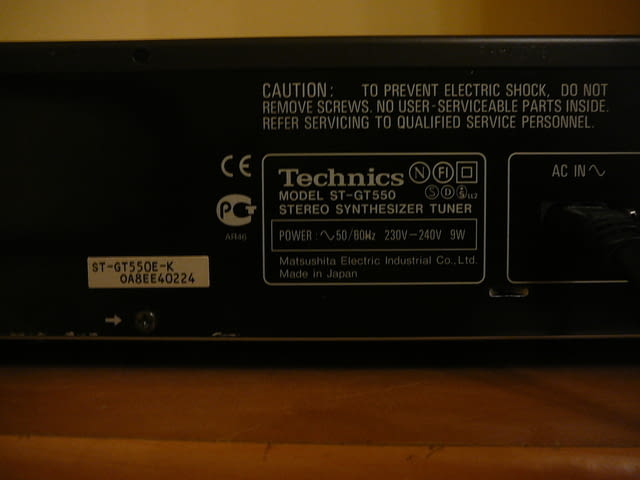 CAUTION: TO PREVENT ELECTRIC SHOCK, DO NOT
REMOVE SCREWS. NO USER-SERVICEABLE PARTS INSIDE.
REFER SERVICING TO QUALIFIED SERVICE PERSONNEL.
CE
Technics N FI
MODEL ST-GT550 S D
STEREO SYNTHESIZER TUNER
POWER: ∿50/60Hz 230V-240V 9W
Matsushita Electric Industrial Co., Ltd.
Made in Japan
AC IN∿
PG
AR46
ST-GT550E-K
0A8EE40224